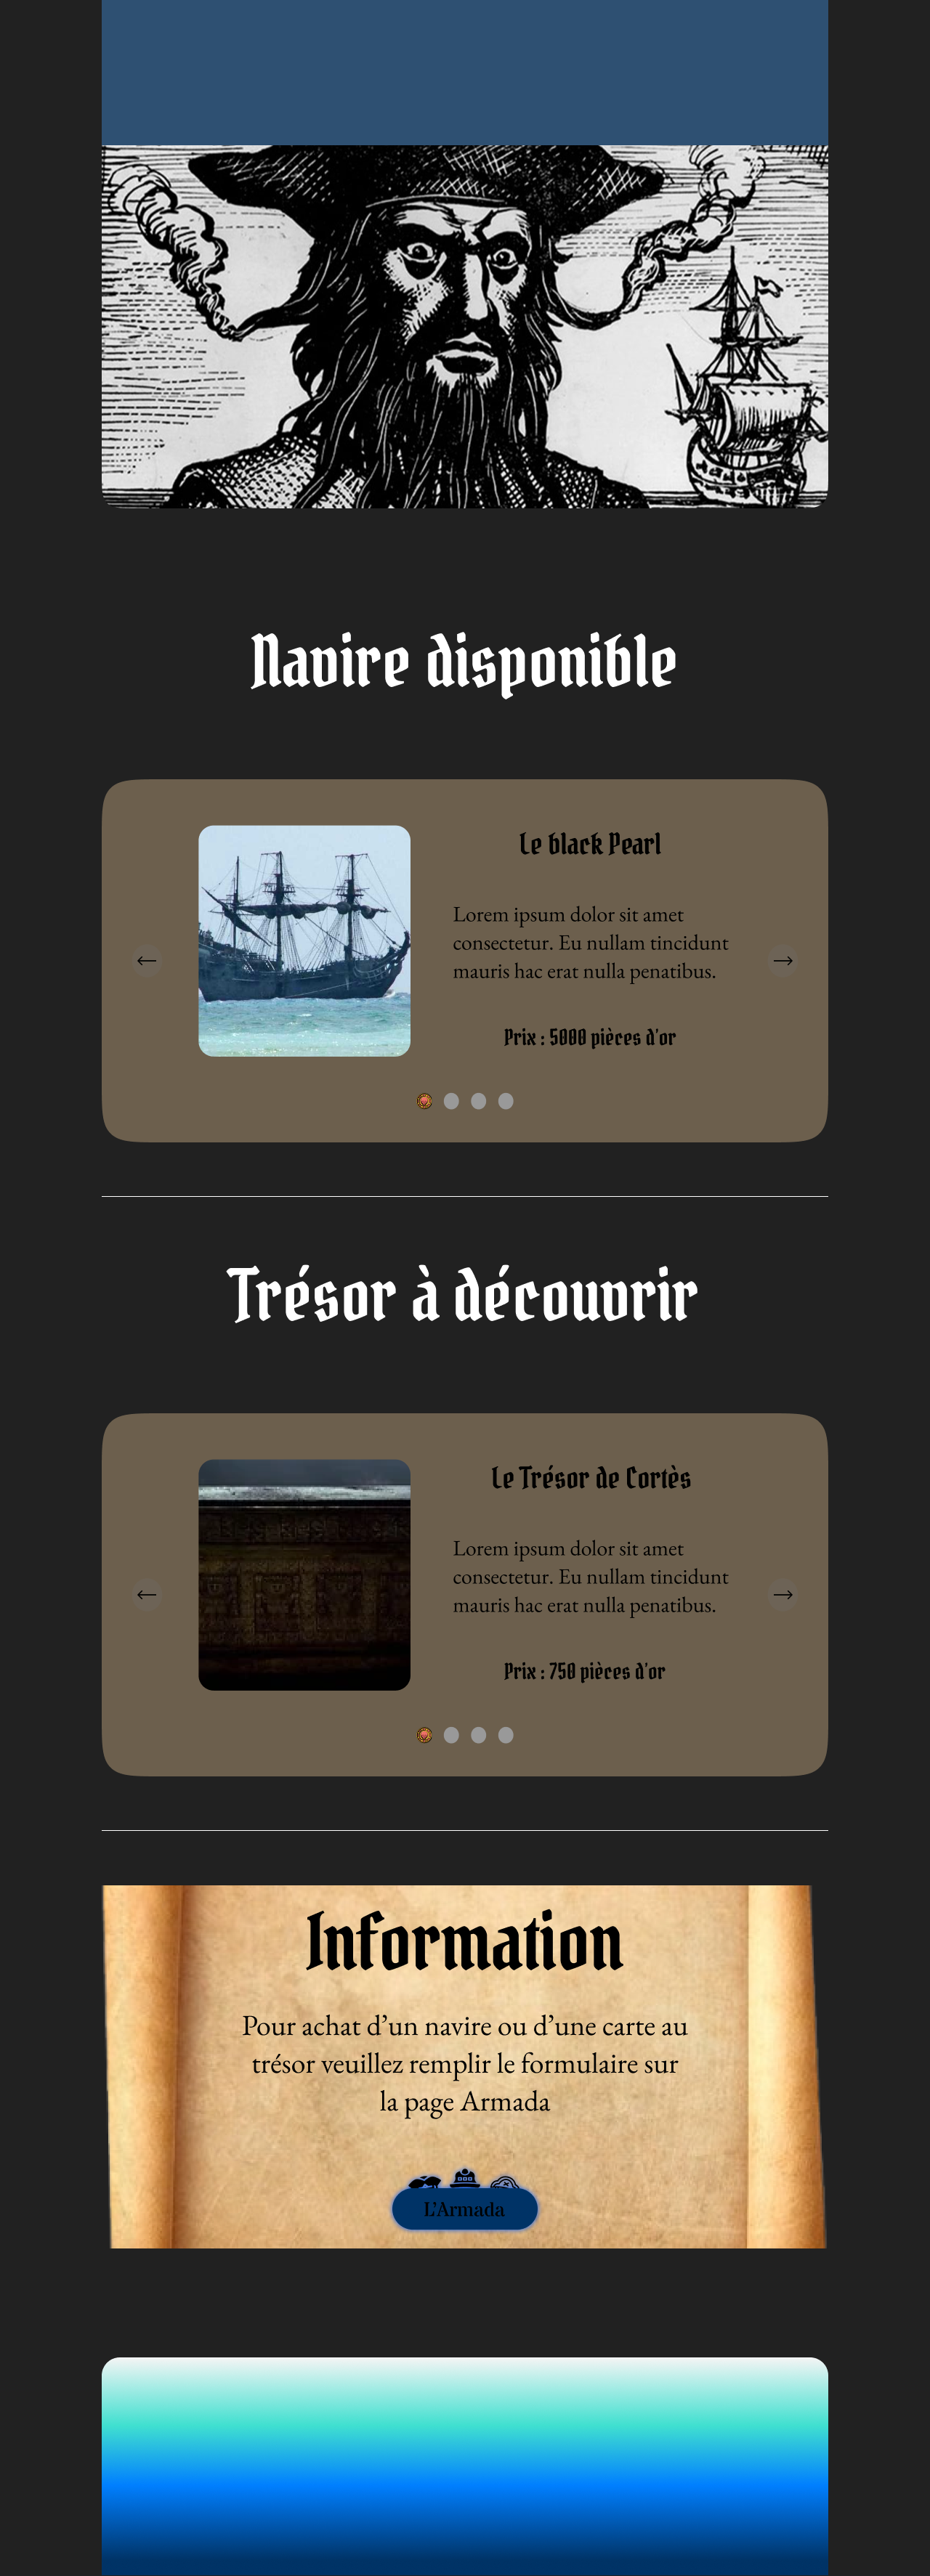 Navire disponible
Le black Pearl
Lorem ipsum dolor sit amet
consectetur. Eu nullam tincidunt
mauris hac erat nulla penatibus.
Prix : 5000 pièces d'or
Trésor à découvrir
Le Trésor de Cortès
Lorem ipsum dolor sit amet
consectetur. Eu nullam tincidunt
mauris hac erat nulla penatibus.
Prix : 750 pièces d'or
Information
Pour achat d’un navire ou d’une carte au
trésor veuillez remplir le formulaire sur
la page Armada
L’Armada